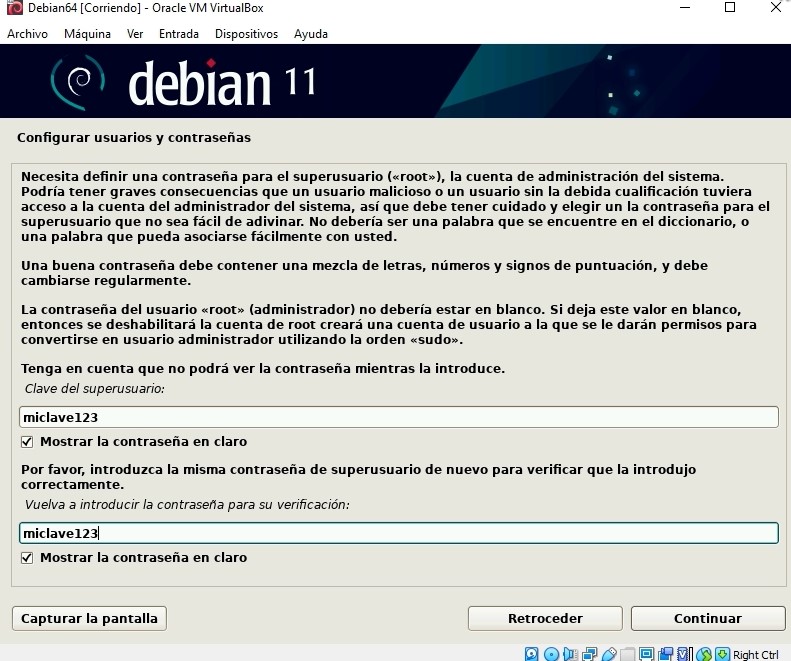 Debian64 [Corriendo] - Oracle VM VirtualBox
Archivo Máquina Ver Entrada Dispositivos Ayuda
debian 11
Configurar usuarios y contraseñas
Necesita definir una contraseña para el superusuario («root»), la cuenta de administración del sistema.
Podría tener graves consecuencias que un usuario malicioso o un usuario sin la debida cualificación tuviera
acceso a la cuenta del administrador del sistema, así que debe tener cuidado y elegir un la contraseña para el
superusuario que no sea fácil de adivinar. No debería ser una palabra que se encuentre en el diccionario, o
una palabra que pueda asociarse fácilmente con usted.
Una buena contraseña debe contener una mezcla de letras, números y signos de puntuación, y debe
cambiarse regularmente.
La contraseña del usuario «root» (administrador) no debería estar en blanco. Si deja este valor en blanco,
entonces se deshabilitará la cuenta de root creará una cuenta de usuario a la que se le darán permisos para
convertirse en usuario administrador utilizando la orden «sudo».
Tenga en cuenta que no podrá ver la contraseña mientras la introduce.
Clave del superusuario:
miclave123
Mostrar la contraseña en claro
Por favor, introduzca la misma contraseña de superusuario de nuevo para verificar que la introdujo
correctamente.
Vuelva a introducir la contraseña para su verificación:
miclave123
Mostrar la contraseña en claro
Capturar la pantalla Retroceder Continuar
Right Ctrl